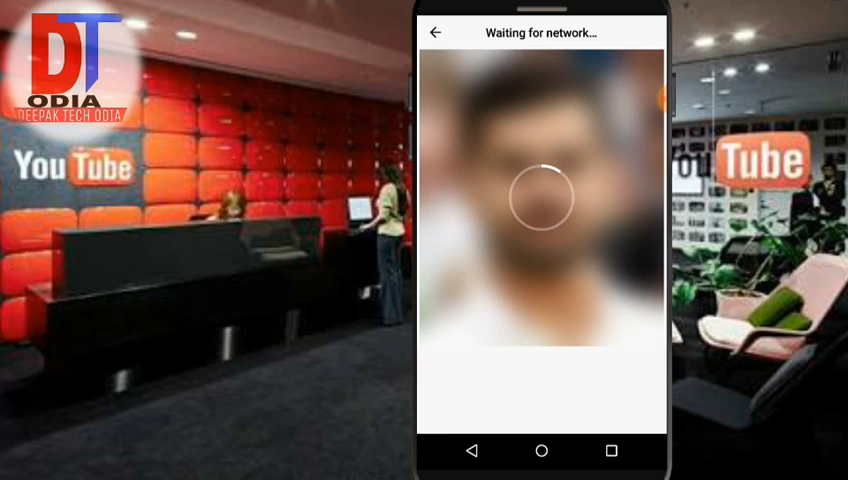 DT
ODIA
DEEPAK TECH ODIA
YouTube
Waiting for network...
YouTube